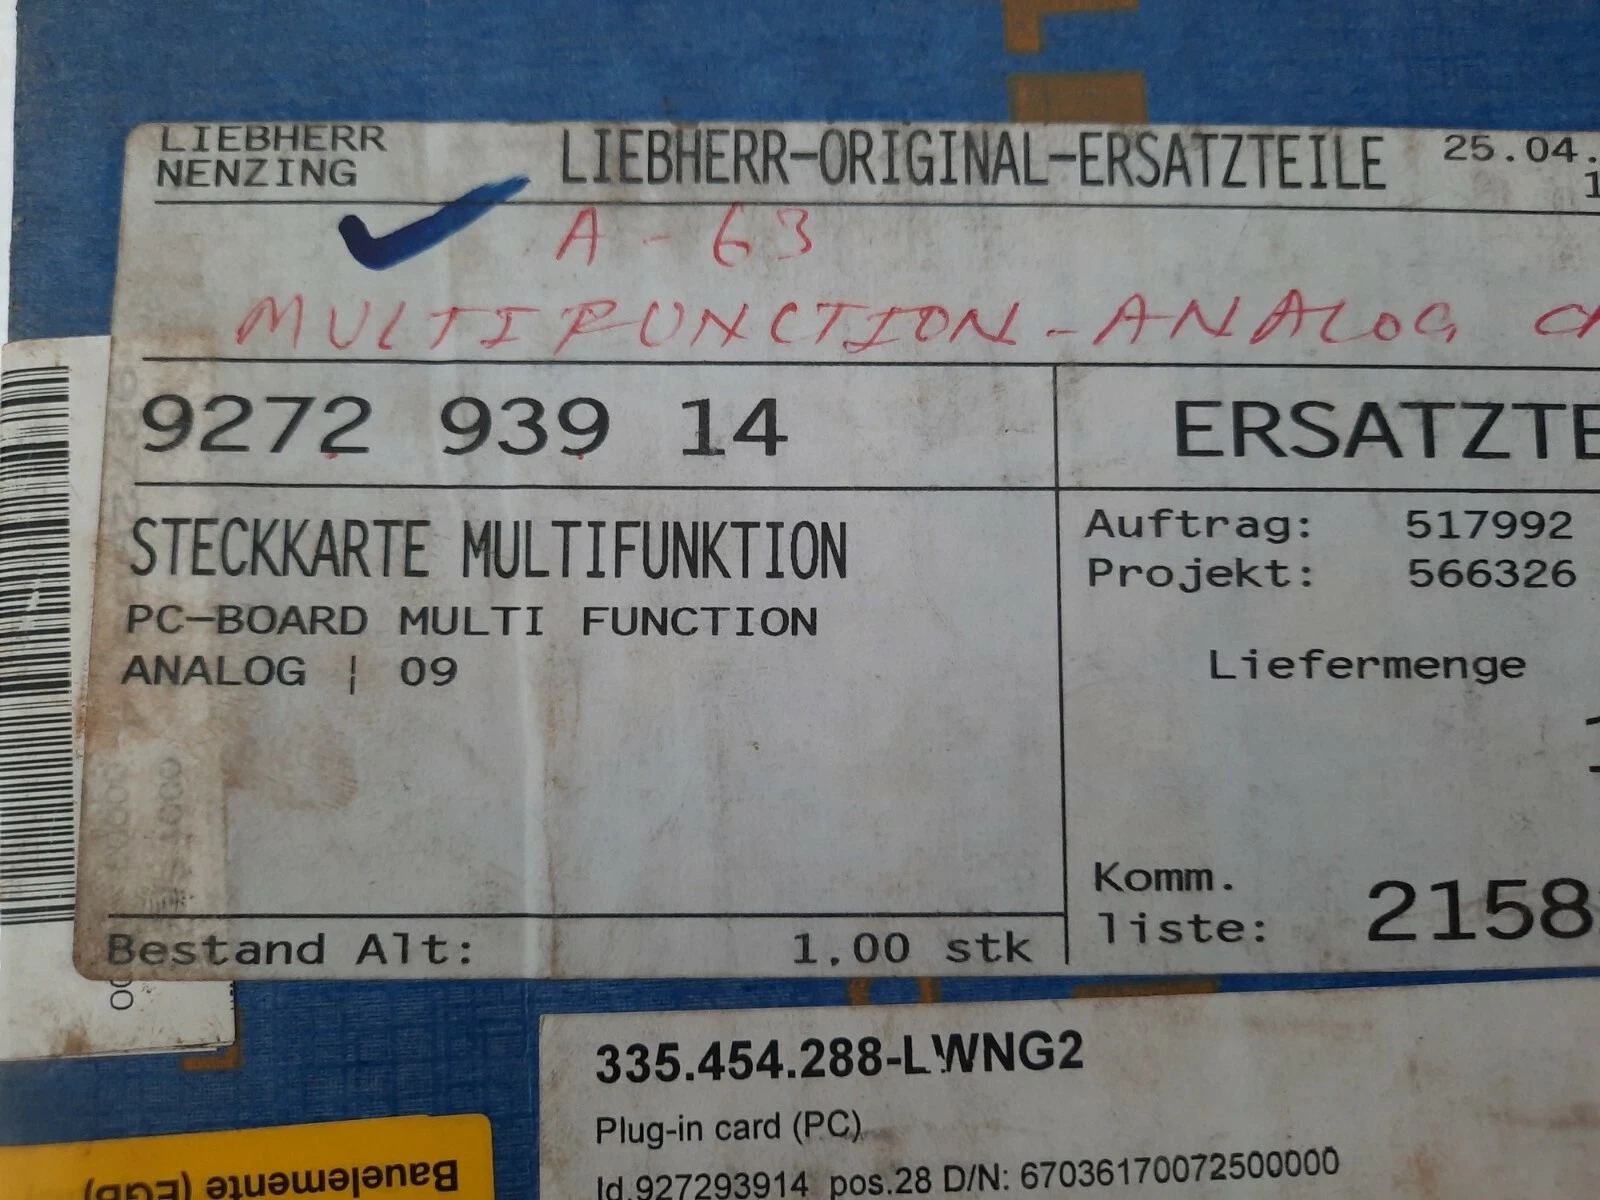 LIEBHERR
NENZING
LIEBHERR-ORIGINAL-ERSATZTEILE
25.04.
A - 63
MULTIFUNCTION - ANALOG
9272 939 14
ERSATZTE
STECKKARTE MULTIFUNKTION
PC-BOARD MULTI FUNCTION
ANALOG ¦ 09
Auftrag: 517992
Projekt: 566326
Liefermenge
Komm.
liste: 2158
Bestand Alt: 1,00 stk
335.454.288-LWNG2
Plug-in card (PC)
Id.927293914 pos.28 D/N: 67036170072500000
Bauelemente (EGB)